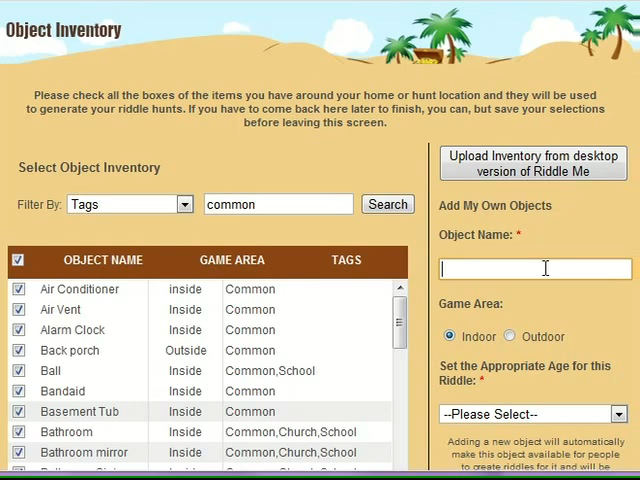 Object Inventory
Please check all the boxes of the items you have around your home or hunt location and they will be used
to generate your riddle hunts. If you have to come back here later to finish, you can, but save your selections
before leaving this screen.
Select Object Inventory
Filter By: Tags common Search
OBJECT NAME GAME AREA TAGS
Air Conditioner inside Common
Air Vent Inside Common
Alarm Clock Inside Common
Back porch Outside Common
Ball Inside Common,School
Bandaid Inside Common
Basement Tub Inside Common
Bathroom Inside Common,Church,School
Bathroom mirror Inside Common,Church,School
Upload Inventory from desktop
version of Riddle Me
Add My Own Objects
Object Name: *
Game Area:
Indoor Outdoor
Set the Appropriate Age for this
Riddle: *
--Please Select--
Adding a new object will automatically
make this object available for people
to create riddles for it and will be